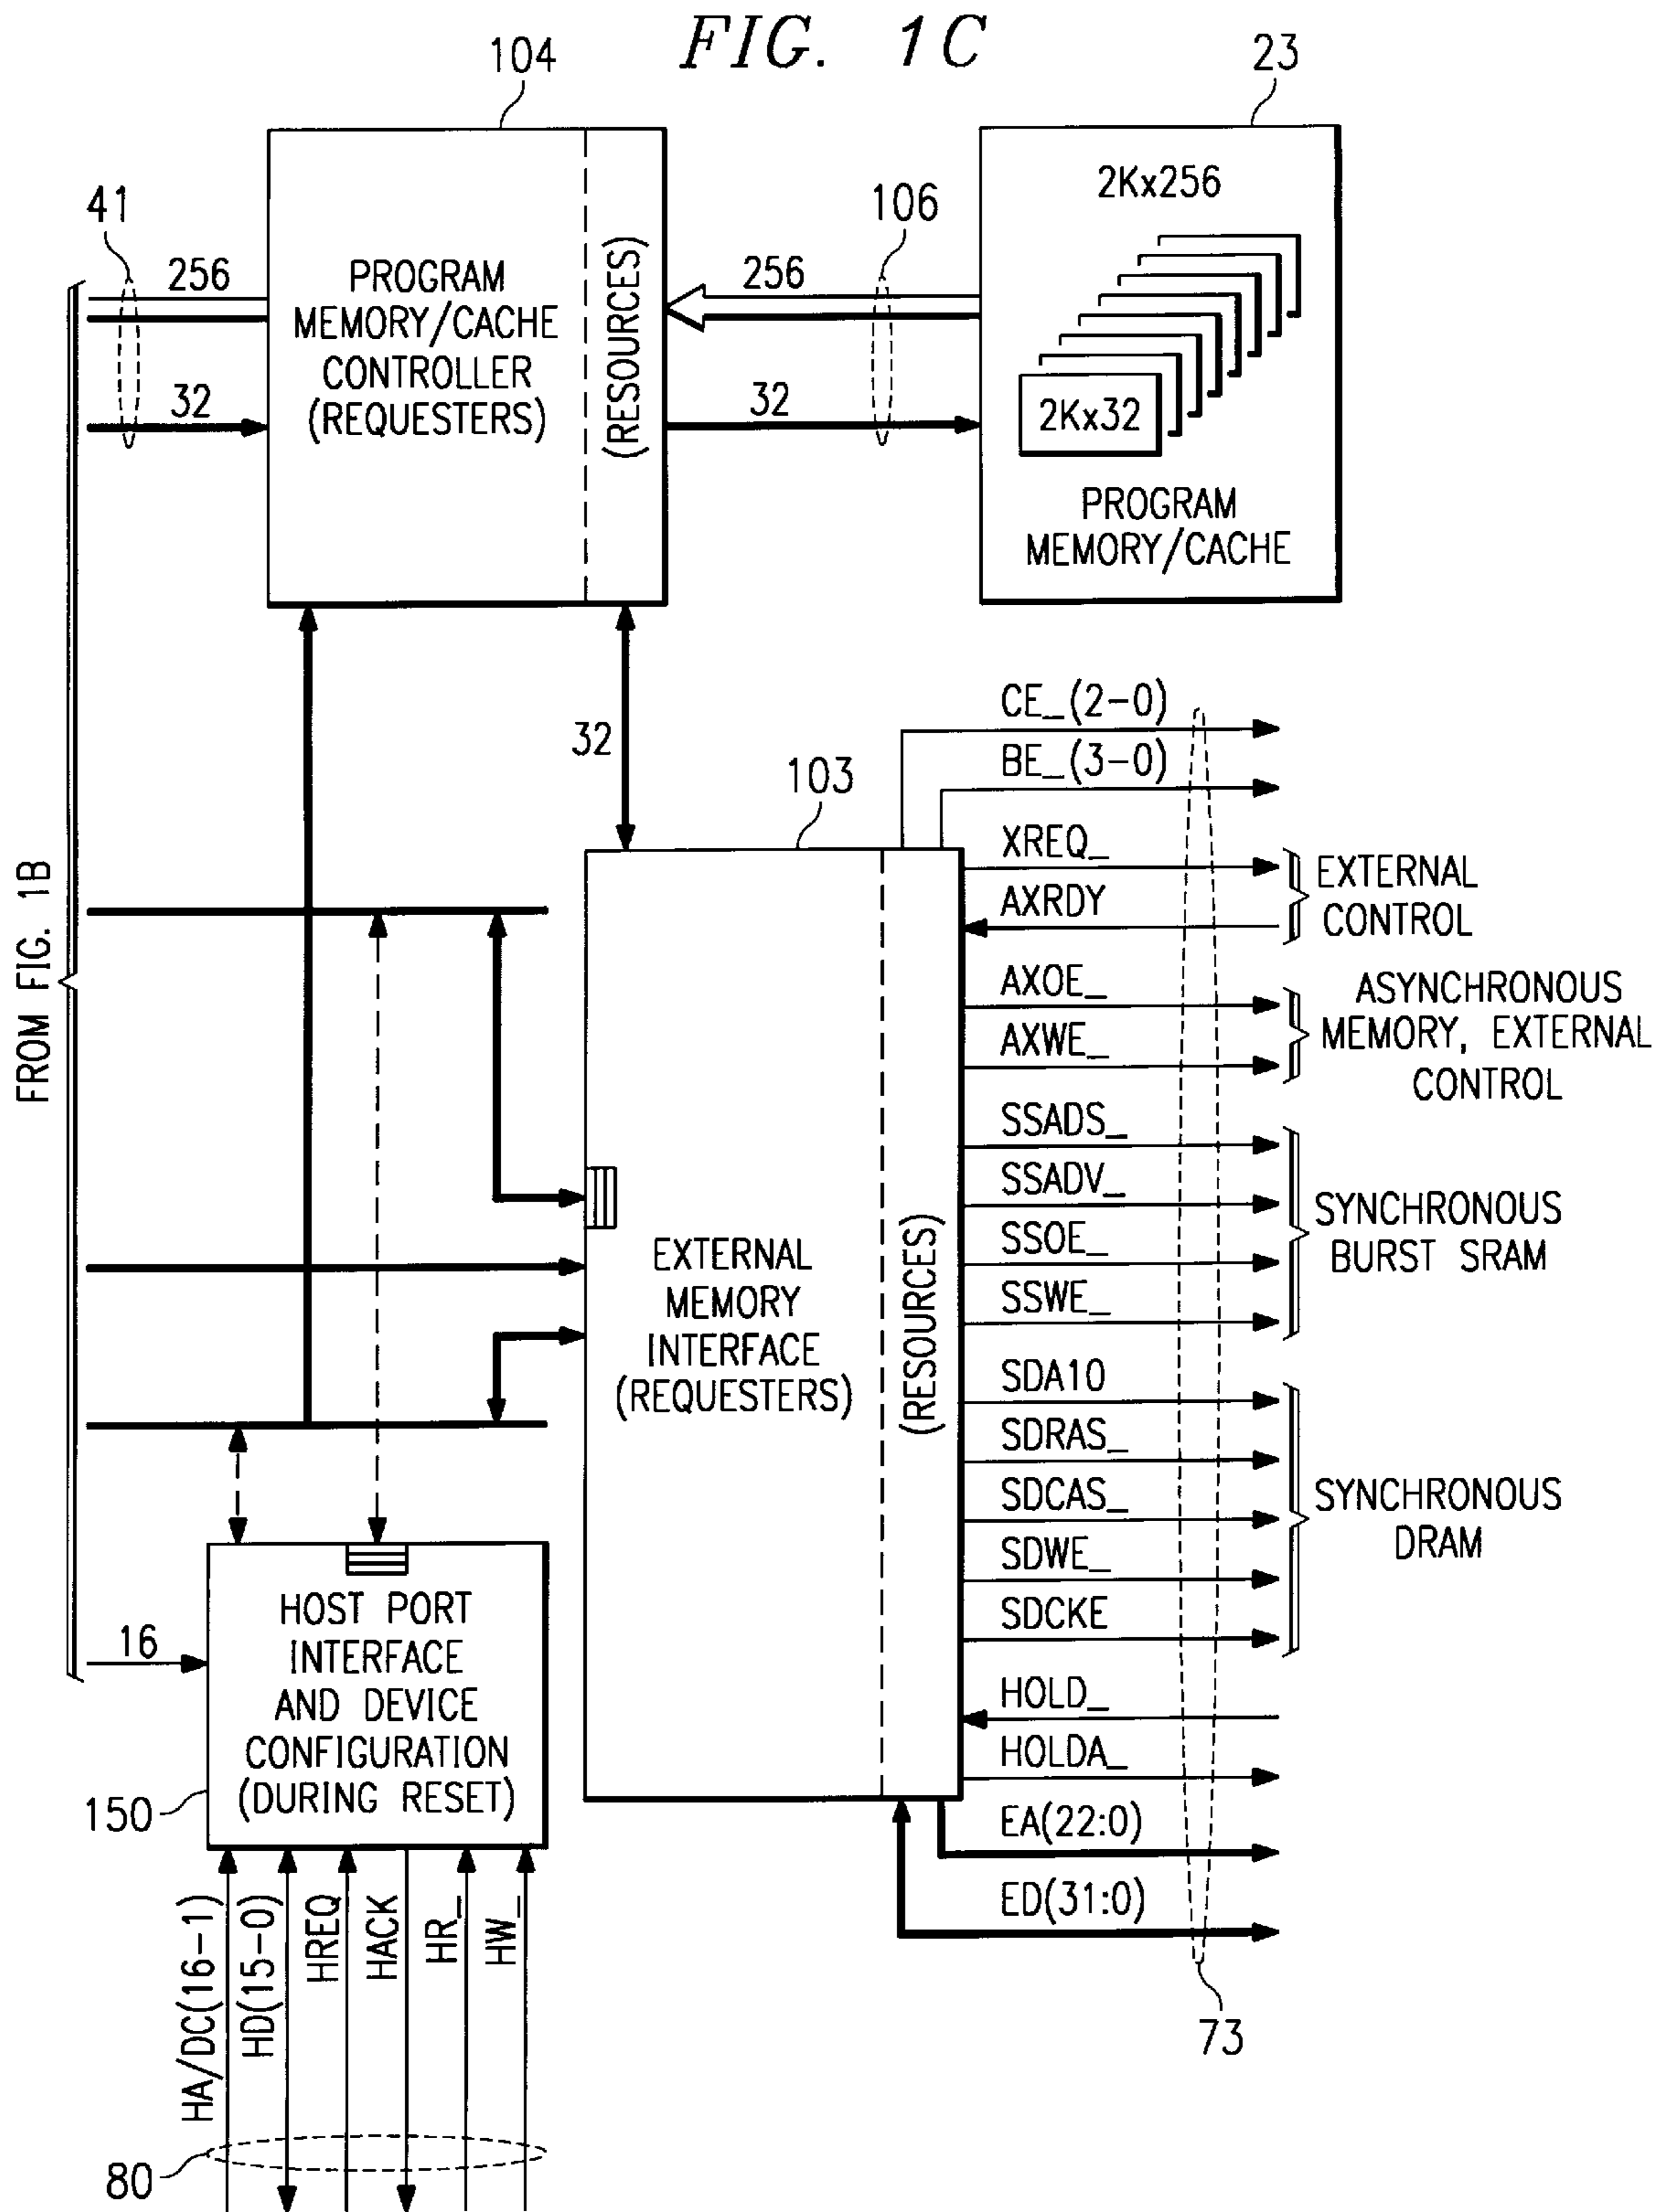 FIG. 1C
104
23
41
256
32
PROGRAM
MEMORY/CACHE
CONTROLLER
(REQUESTERS)
(RESOURCES)
106
256
32
2Kx256
2Kx32
PROGRAM
MEMORY/CACHE
32
FROM FIG. 1B
103
EXTERNAL
MEMORY
INTERFACE
(REQUESTERS)
(RESOURCES)
CE_(2-0)
BE_(3-0)
XREQ_
AXRDY
EXTERNAL
CONTROL
AXOE_
AXWE_
ASYNCHRONOUS
MEMORY, EXTERNAL
CONTROL
SSADS_
SSADV_
SSOE_
SSWE_
SYNCHRONOUS
BURST SRAM
SDA10
SDRAS_
SDCAS_
SDWE_
SDCKE
SYNCHRONOUS
DRAM
HOLD_
HOLDA_
EA(22:0)
ED(31:0)
73
16
HOST PORT
INTERFACE
AND DEVICE
CONFIGURATION
(DURING RESET)
150
HA/DC(16-1)
HD(15-0)
HREQ
HACK
HR_
HW_
80